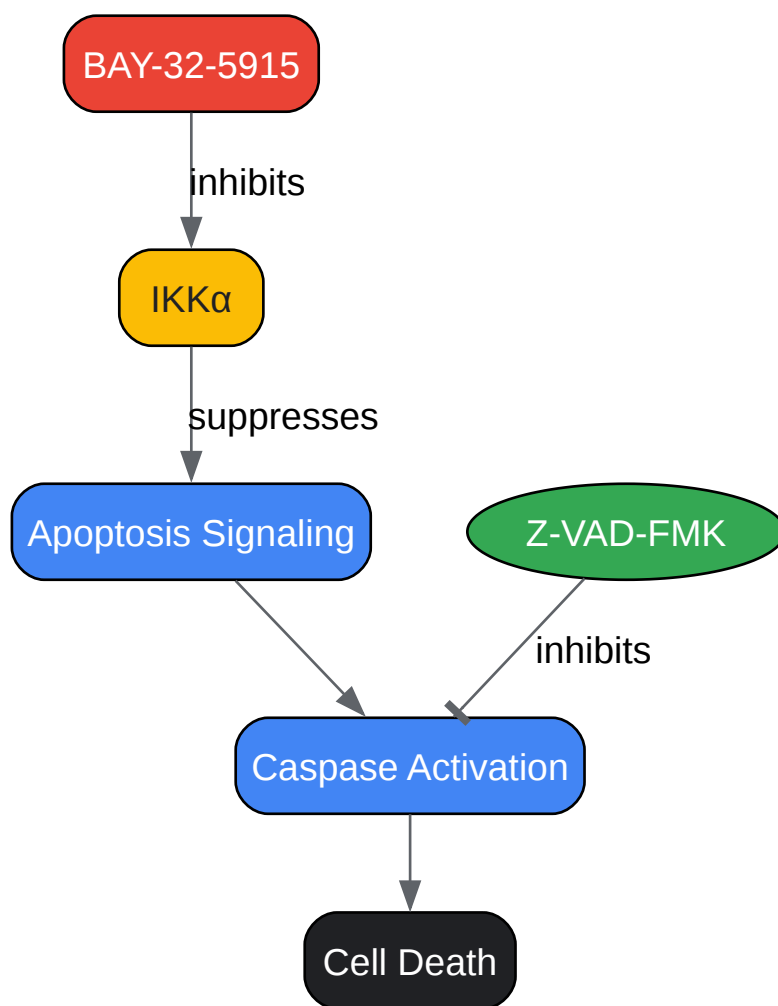 BAY-32-5915
inhibits
IKKα
suppresses
Apoptosis Signaling
Z-VAD-FMK
inhibits
Caspase Activation
Cell Death